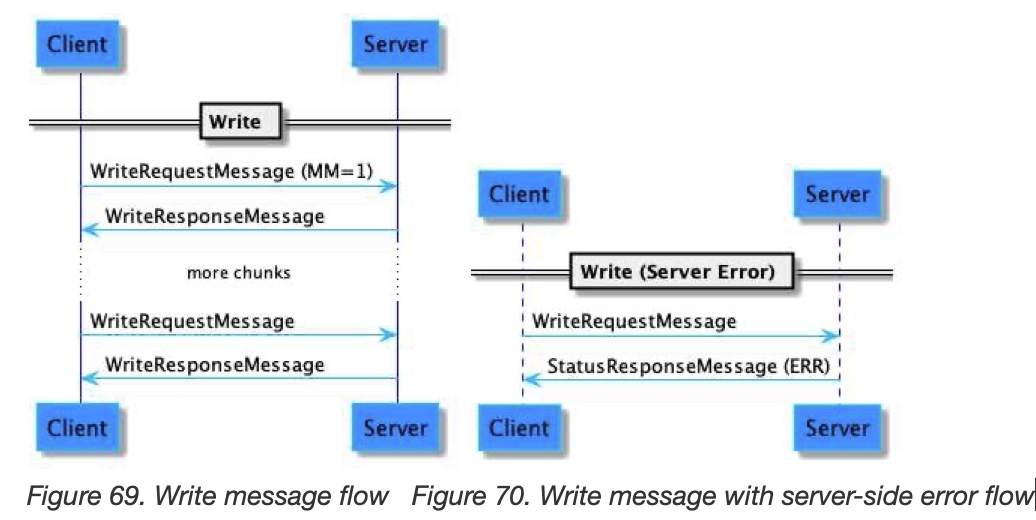 Client Server
Write
WriteRequestMessage (MM=1)
WriteResponseMessage
more chunks
WriteRequestMessage
WriteResponseMessage
Client Server
Client Server
Write (Server Error)
WriteRequestMessage
StatusResponseMessage (ERR)
Client Server
Figure 69. Write message flow Figure 70. Write message with server-side error flow